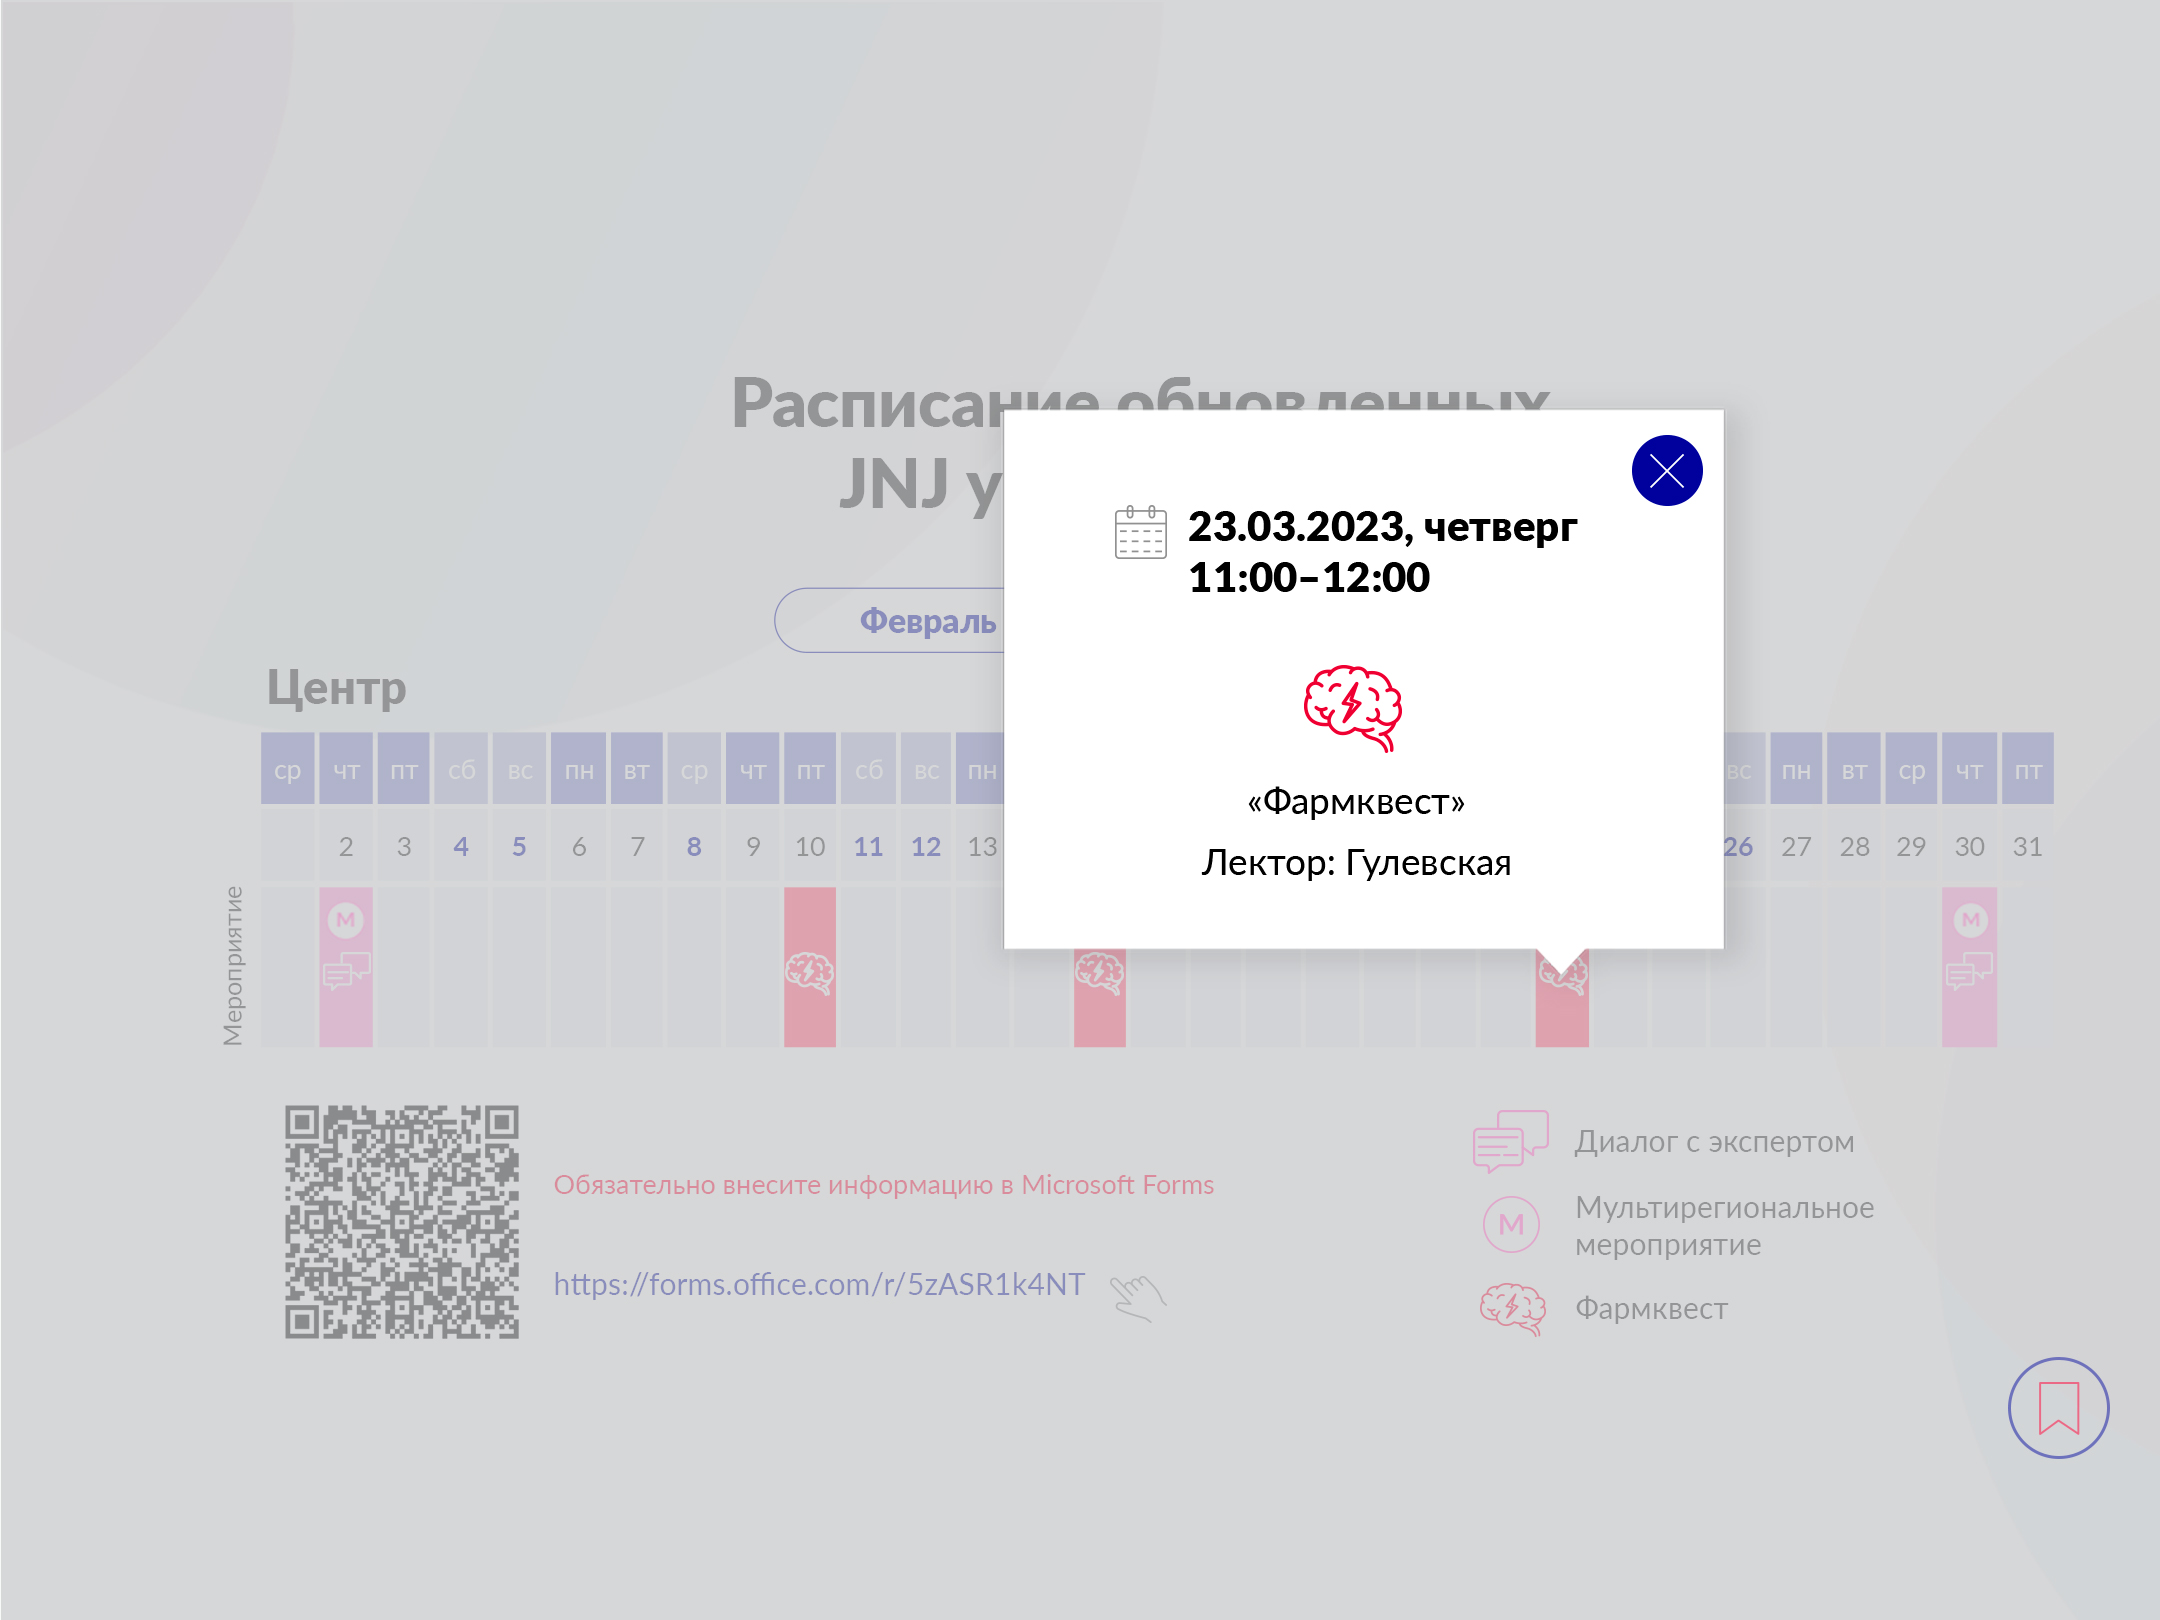 Расписание обновленных
JNJ у
23.03.2023, четверг
11:00–12:00
«Фармквест»
Лектор: Гулевская
Февраль
Центр
ср чт пт сб вс пн вт ср чт пт сб вс пн вс пн вт ср чт пт
2 3 4 5 6 7 8 9 10 11 12 13 26 27 28 29 30 31
Мероприятие
М М
Обязательно внесите информацию в Microsoft Forms
https://forms.office.com/r/5zASR1k4NT
Диалог с экспертом
М
Мультирегиональное
мероприятие
Фармквест